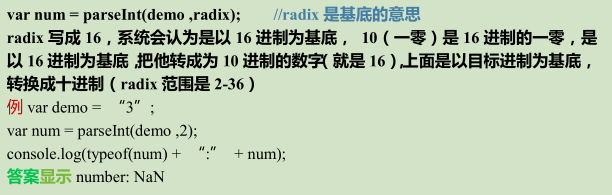 var num = parseInt(demo ,radix); //radix 是基底的意思
radix 写成 16，系统会认为是以 16 进制为基底， 10（一零）是 16 进制的一零，是
以 16 进制为基底,把他转成为 10 进制的数字( 就是 16 ),上面是以目标进制为基底，
转换成十进制（ radix 范围是 2-36 ）
例 var demo = “3”;
var num = parseInt(demo ,2);
console.log(typeof(num) + “:” + num);
答案显示 number: NaN